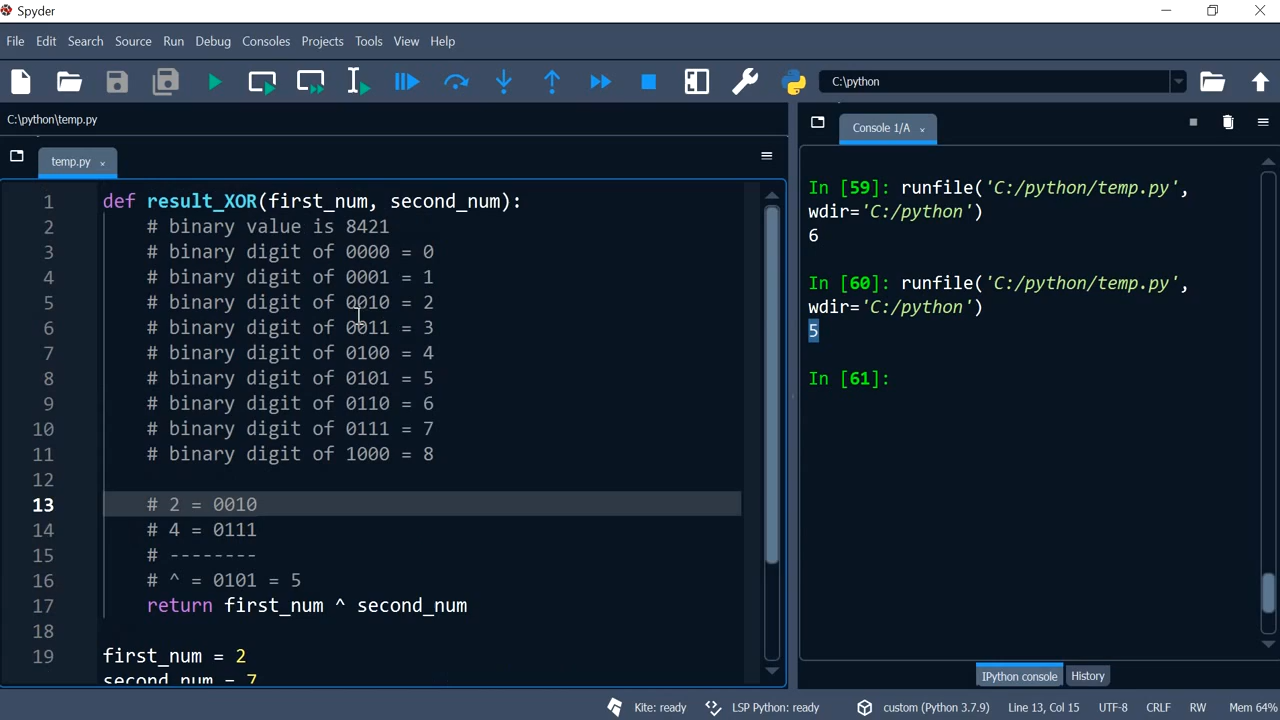 Spyder
File Edit Search Source Run Debug Consoles Projects Tools View Help
C:\python
C:\python\temp.py
temp.py
1 def result_XOR(first_num, second_num):
2 # binary value is 8421
3 # binary digit of 0000 = 0
4 # binary digit of 0001 = 1
5 # binary digit of 0010 = 2
6 # binary digit of 0011 = 3
7 # binary digit of 0100 = 4
8 # binary digit of 0101 = 5
9 # binary digit of 0110 = 6
10 # binary digit of 0111 = 7
11 # binary digit of 1000 = 8
12
13 # 2 = 0010
14 # 4 = 0111
15 # --------
16 # ^ = 0101 = 5
17 return first_num ^ second_num
18
19 first_num = 2
second_num = 7
Console 1/A
In [59]: runfile('C:/python/temp.py',
wdir='C:/python')
6
In [60]: runfile('C:/python/temp.py',
wdir='C:/python')
5
In [61]:
IPython console History
Kite: ready LSP Python: ready custom (Python 3.7.9) Line 13, Col 15 UTF-8 CRLF RW Mem 64%